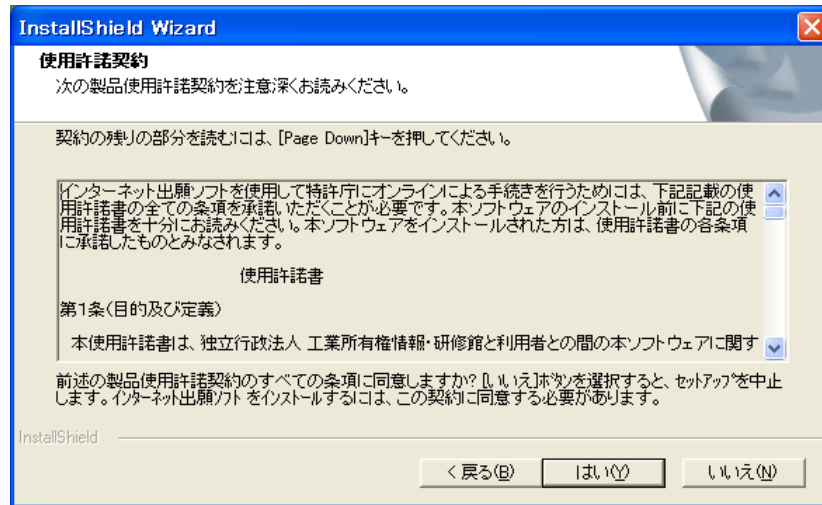 InstallShield Wizard
使用許諾契約
次の製品使用許諾契約を注意深くお読みください。
契約の残りの部分を読むには、[Page Down]キーを押してください。
インターネット出願ソフトを使用して特許庁にオンラインによる手続きを行うためには、下記記載の使
用許諾書の全ての条項を承諾いただくことが必要です。本ソフトウェアのインストール前に下記の使
用許諾書を十分にお読みください。本ソフトウェアをインストールされた方は、使用許諾書の各条項
に承諾したものとみなされます。
使用許諾書
第1条(目的及び定義)
本使用許諾書は、独立行政法人 工業所有権情報・研修館と利用者との間の本ソフトウェアに関す
前述の製品使用許諾契約のすべての条項に同意しますか? [いいえ]ボタンを選択すると、セットアップを中止
します。インターネット出願ソフト をインストールするには、この契約に同意する必要があります。
InstallShield
< 戻る(B) はい(Y) いいえ(N)